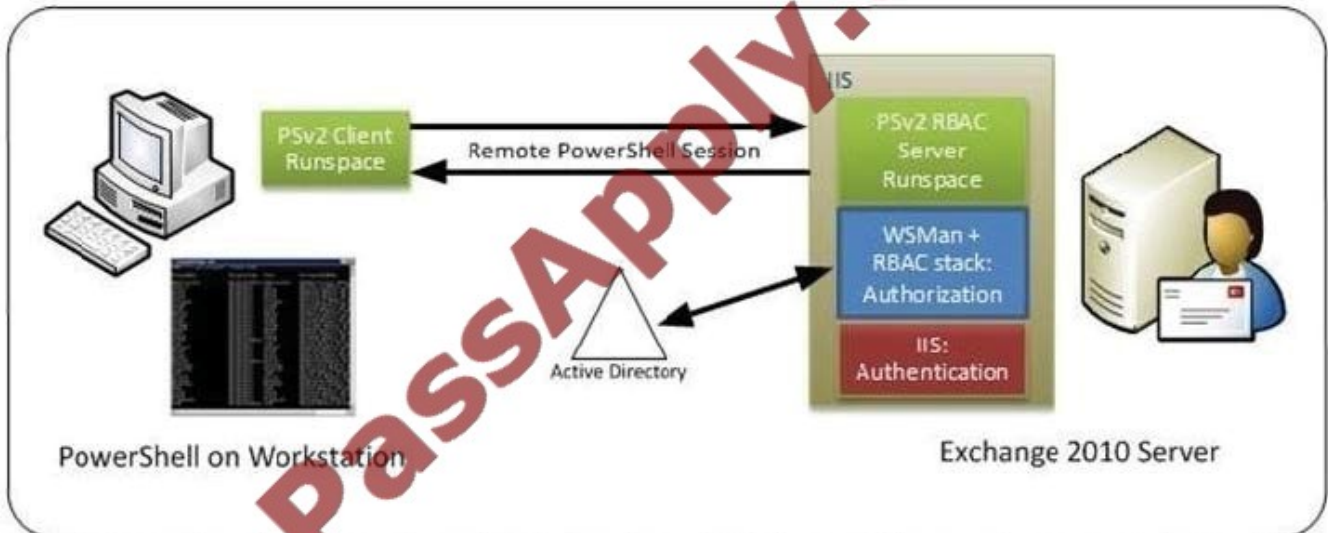 IIS
PSv2 Client
Runspace
Remote PowerShell Session
PSv2 RBAC
Server
Runspace
WSMan +
RBAC stack:
Authorization
IIS:
Authentication
Active Directory
PowerShell on Workstation
Exchange 2010 Server
PassApply.